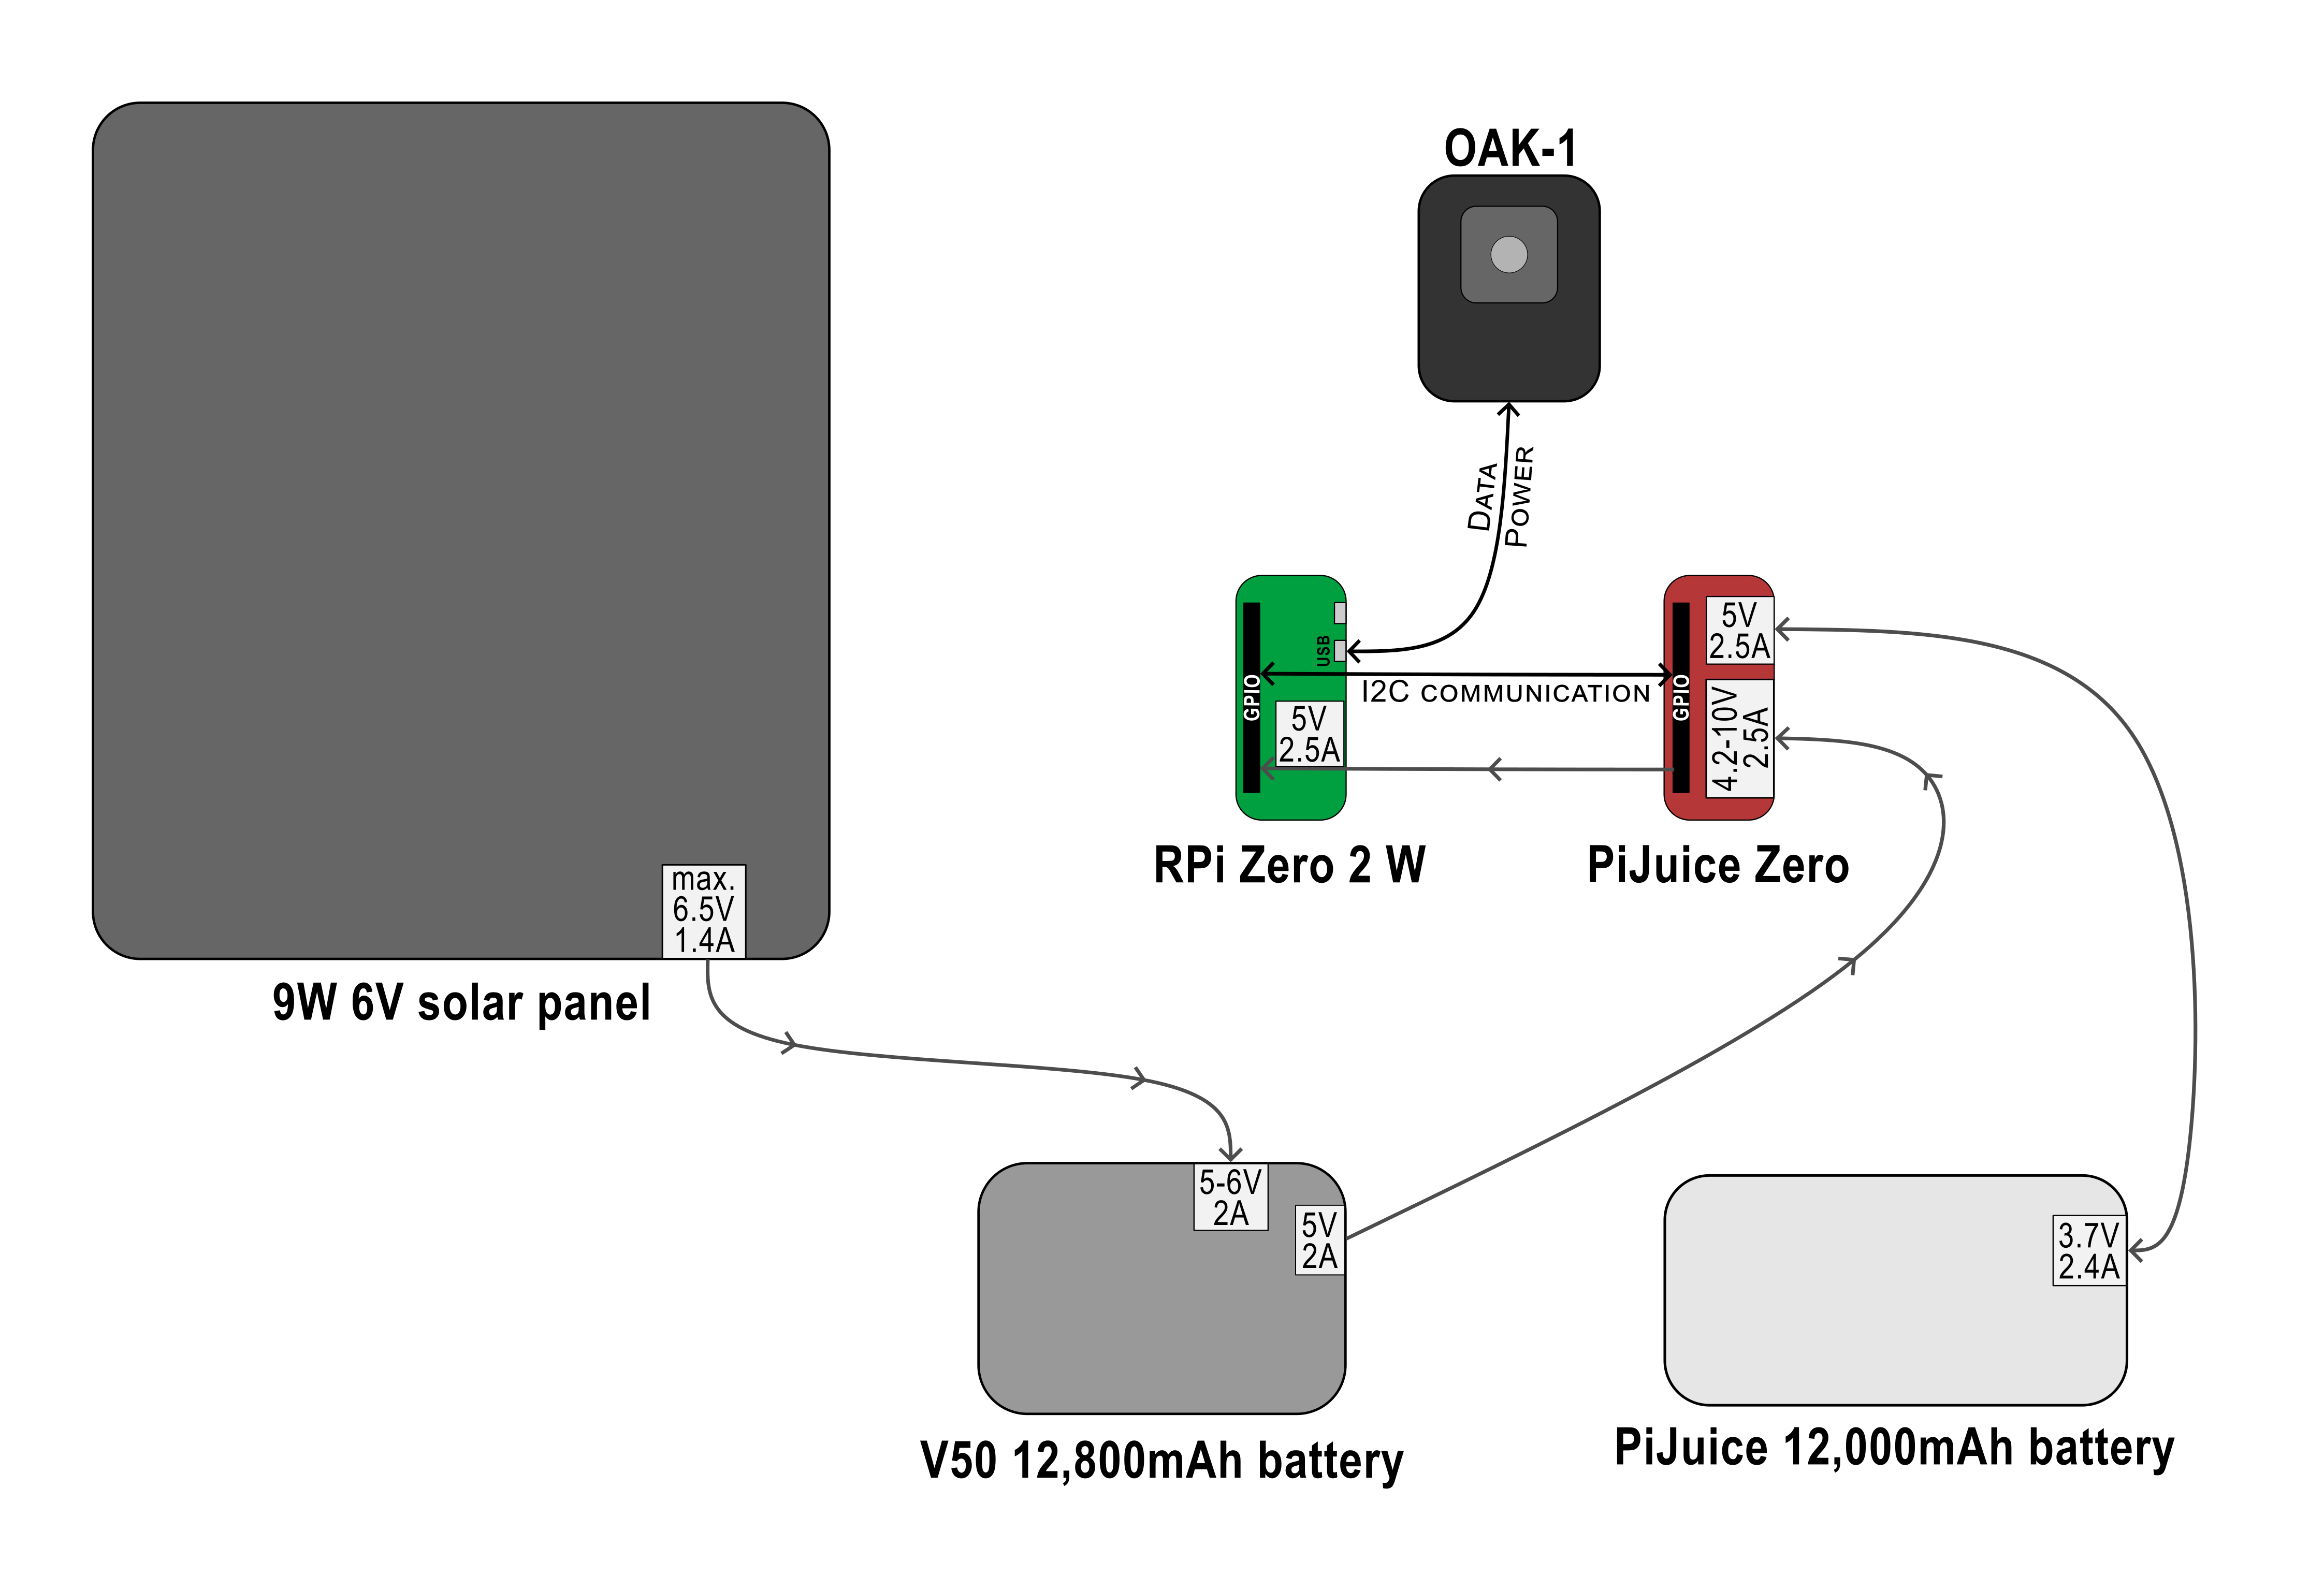 OAK-1
DATA
POWER
USB
GPIO
I2C COMMUNICATION
5V
2.5A
RPi Zero 2 W
GPIO
5V
2.5A
4.2-10V
2.5A
PiJuice Zero
max.
6.5V
1.4A
9W 6V solar panel
5-6V
2A
5V
2A
V50 12,800mAh battery
3.7V
2.4A
PiJuice 12,000mAh battery